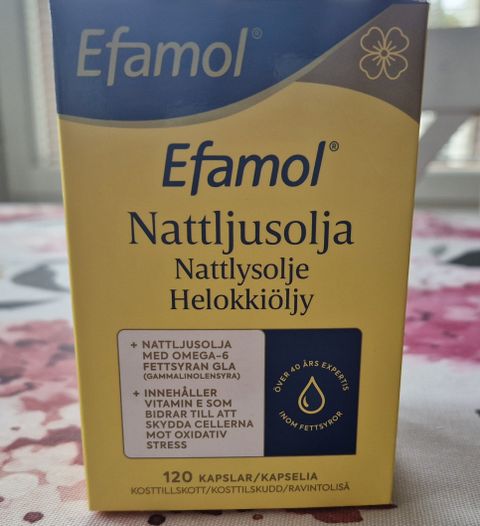 Efamol®
Efamol®
Nattljusolja
Nattlysolje
Helokkiöljy
+ NATTLJUSOLJA
MED OMEGA-6
FETTSYRAN GLA
(GAMMALINOLENSYRA)
+ INNEHÅLLER
VITAMIN E SOM
BIDRAR TILL ATT
SKYDDA CELLERNA
MOT OXIDATIV
STRESS
ÖVER 40 ÅRS EXPERTIS
INOM FETTSYROR
120 KAPSLAR/KAPSELIA
KOSTTILLSKOTT/KOSTTILSKUDD/RAVINTOLISÄ